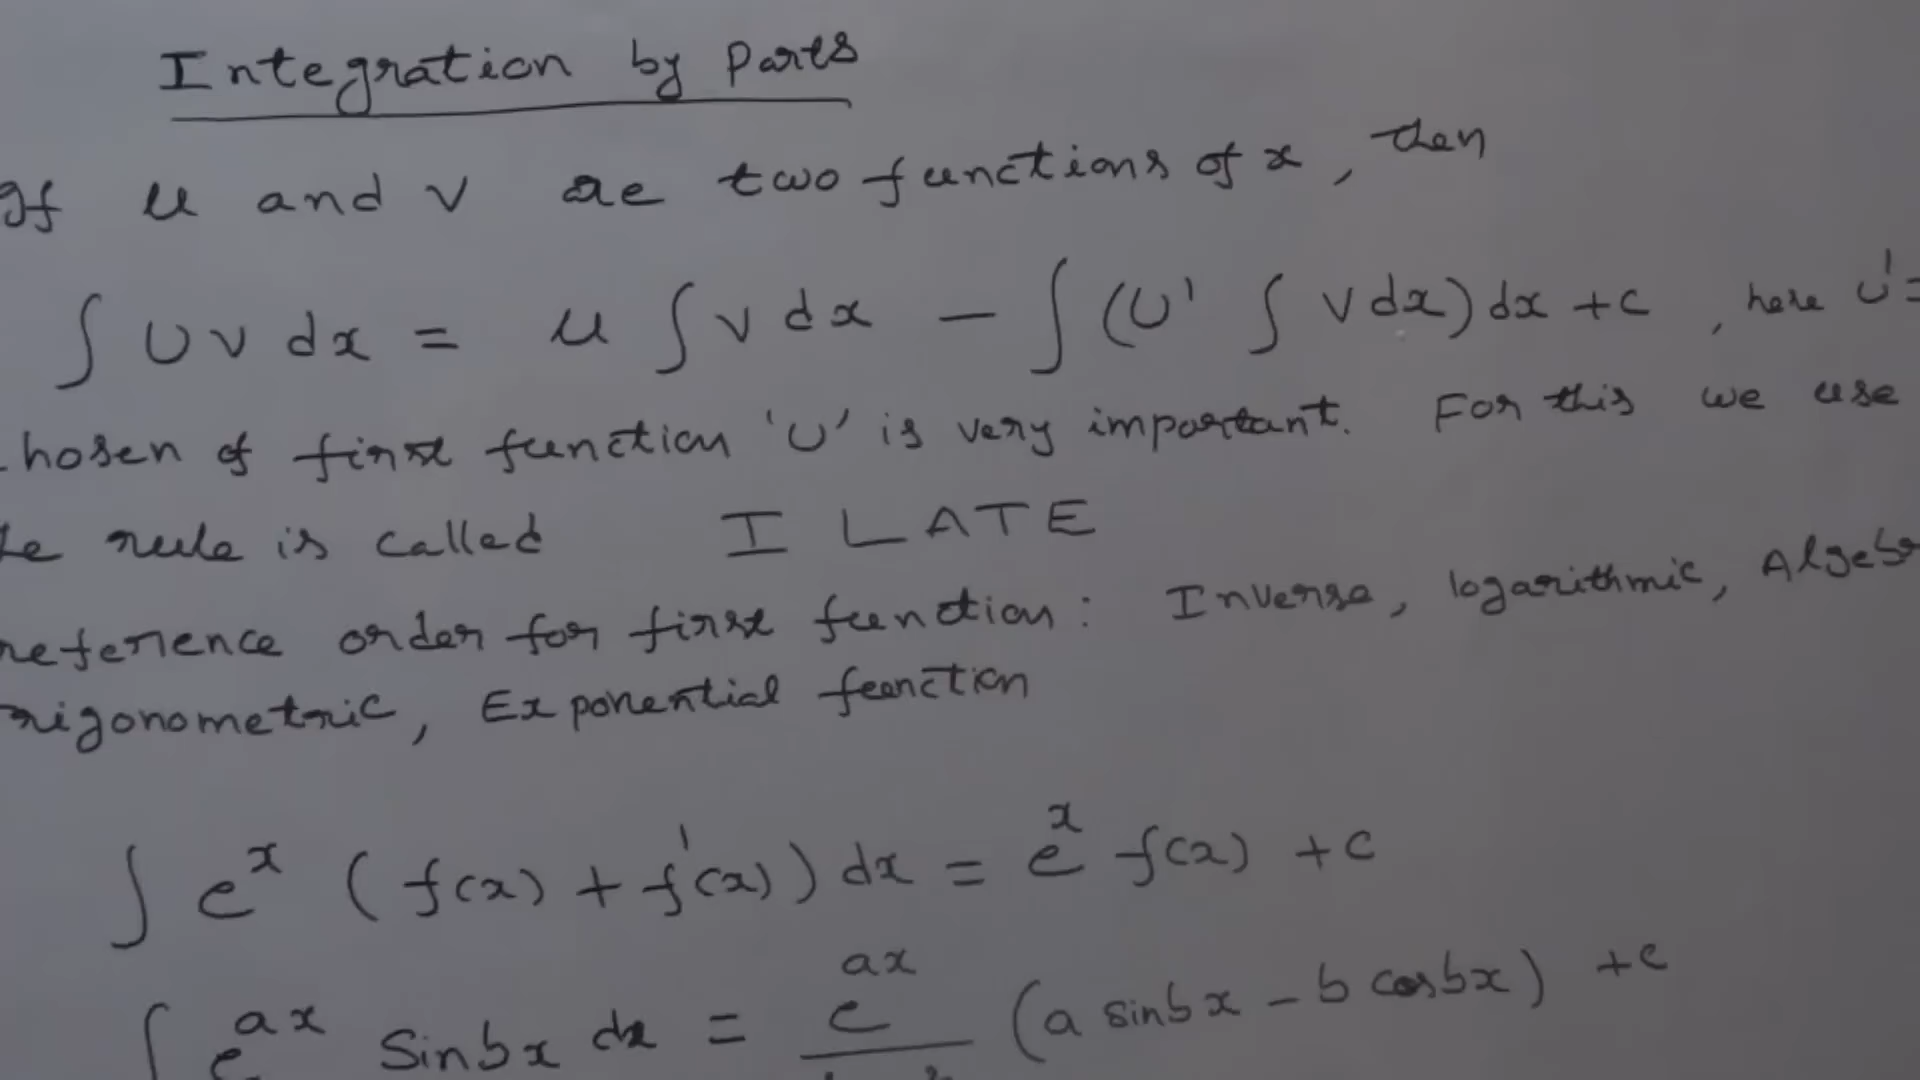 Integration by Parts
If u and v are two functions of x, then
∫ U v dx = u ∫ v dx − ∫ (U' ∫ v dx) dx + c , here U' =
hosen of first function 'U' is very important. For this we use
rule is called I LATE
reference order for first function : Inverse, logarithmic, Algebr
rigonometric, Exponential function
∫ e^x ( f(x) + f'(x) ) dx = e^x f(x) + c
∫ e^ax sin bx dx = e^ax (a sin bx − b cos bx) + c